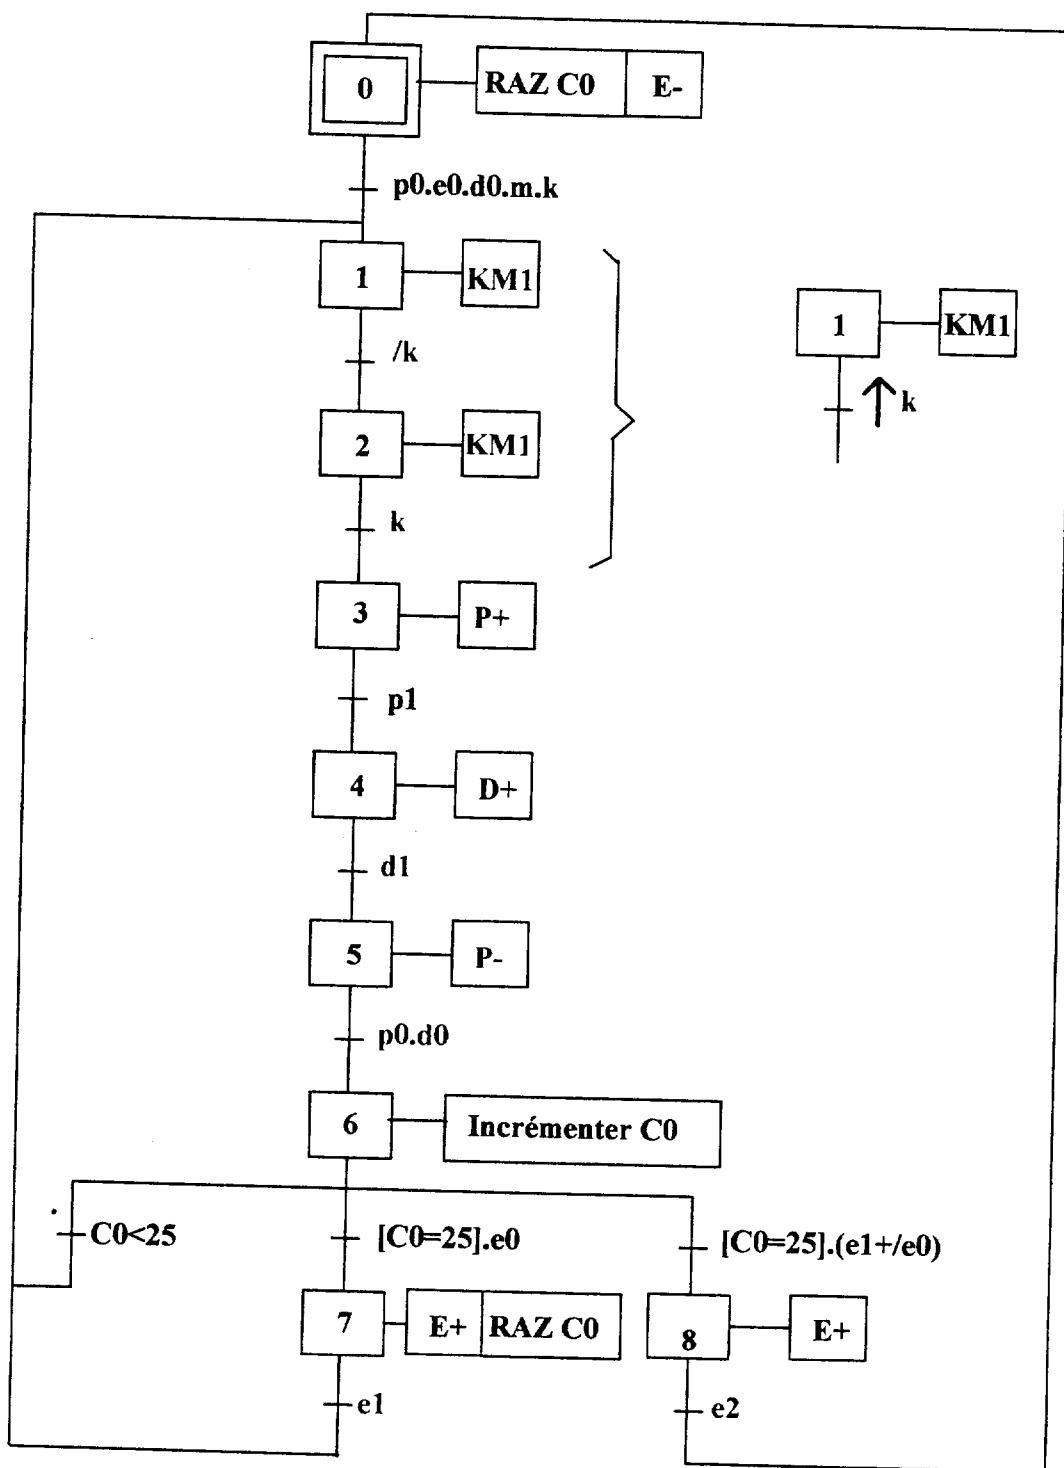 0
RAZ C0 E-
p0.e0.d0.m.k
1 KM1
/k
2 KM1
k
3 P+
p1
4 D+
d1
5 P-
p0.d0
6 Incrémenter C0
C0<25
[C0=25].e0
[C0=25].(e1+/e0)
7 E+ RAZ C0
8 E+
e1
e2
1 KM1
↑ k